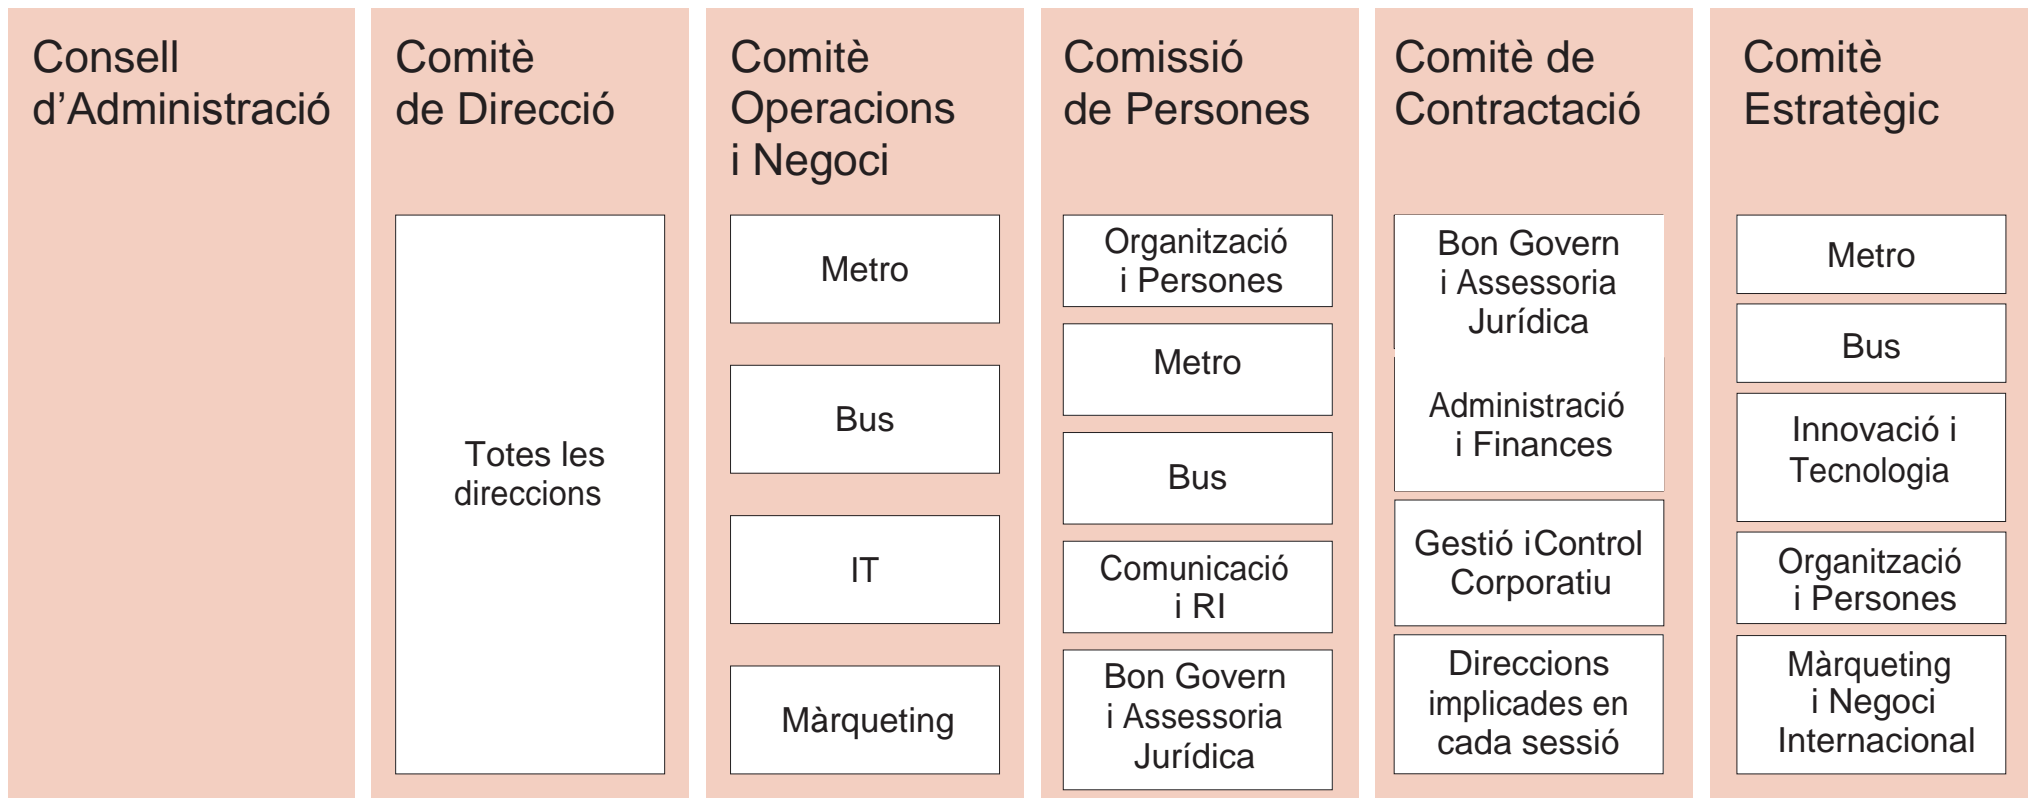 Consell
d’Administració
Comitè
de Direcció
Totes les
direccions
Comitè
Operacions
i Negoci
Metro
Bus
IT
Màrqueting
Comissió
de Persones
Organització
i Persones
Metro
Bus
Comunicació
i RI
Bon Govern
i Assessoria
Jurídica
Comitè de
Contractació
Bon Govern
i Assessoria
Jurídica
Administració
i Finances
Gestió iControl
Corporatiu
Direccions
implicades en
cada sessió
Comitè
Estratègic
Metro
Bus
Innovació i
Tecnologia
Organització
i Persones
Màrqueting
i Negoci
Internacional